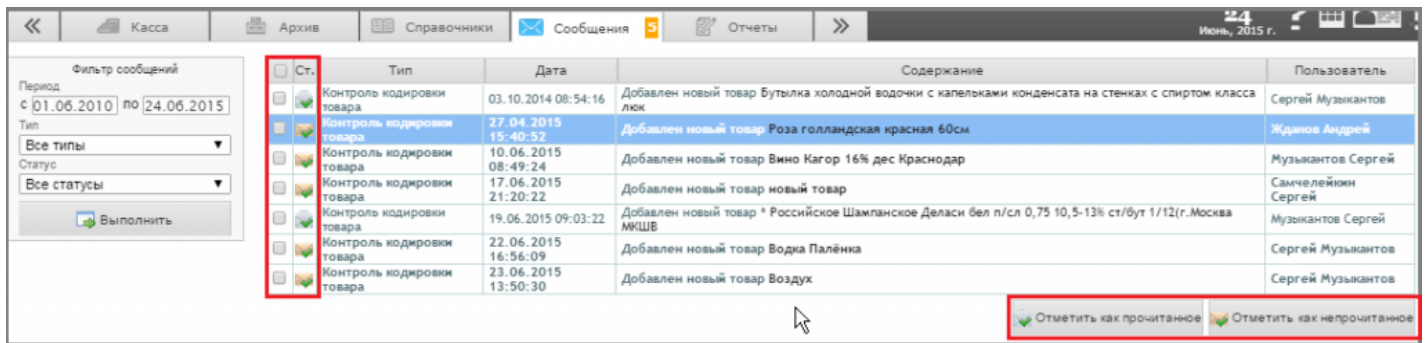 Касса
Архив
Справочники
Сообщения 5
Отчеты
24
Июнь, 2015 г.
Фильтр сообщений
Период
с 01.06.2010 по 24.06.2015
Тип
Все типы
Статус
Все статусы
Выполнить
Ст. Тип Дата Содержание Пользователь
Контроль кодировки
товара
03.10.2014 08:54:16
Добавлен новый товар Бутылка холодной водочки с капельками конденсата на стенках с спиртом класса
люк
Сергей Музыкантов
Контроль кодировки
товара
27.04.2015
15:40:52
Добавлен новый товар Роза голландская красная 60см
Жданов Андрей
Контроль кодировки
товара
10.06.2015
08:49:24
Добавлен новый товар Вино Кагор 16% дес Краснодар
Музыкантов Сергей
Контроль кодировки
товара
17.06.2015
21:20:22
Добавлен новый товар новый товар
Самчелейкин
Сергей
Контроль кодировки
товара
19.06.2015 09:03:22
Добавлен новый товар * Российское Шампанское Деласи бел п/сл 0,75 10,5-13% ст/бут 1/12(г.Москва
МКШВ
Музыкантов Сергей
Контроль кодировки
товара
22.06.2015
16:56:09
Добавлен новый товар Водка Палёнка
Сергей Музыкантов
Контроль кодировки
товара
23.06.2015
13:50:30
Добавлен новый товар Воздух
Сергей Музыкантов
Отметить как прочитанное
Отметить как непрочитанное